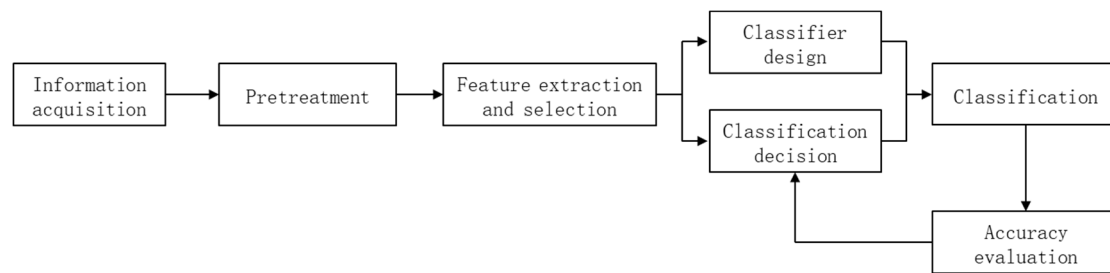 Information
acquisition
Pretreatment
Feature extraction
and selection
Classifier
design
Classification
decision
Classification
Accuracy
evaluation